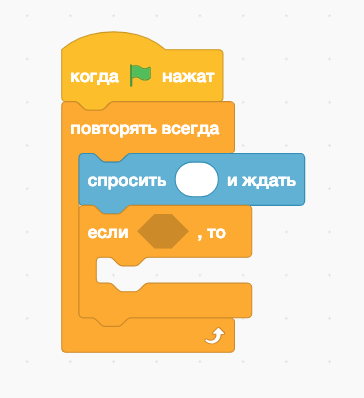 когда нажат
повторять всегда
спросить и ждать
если , то